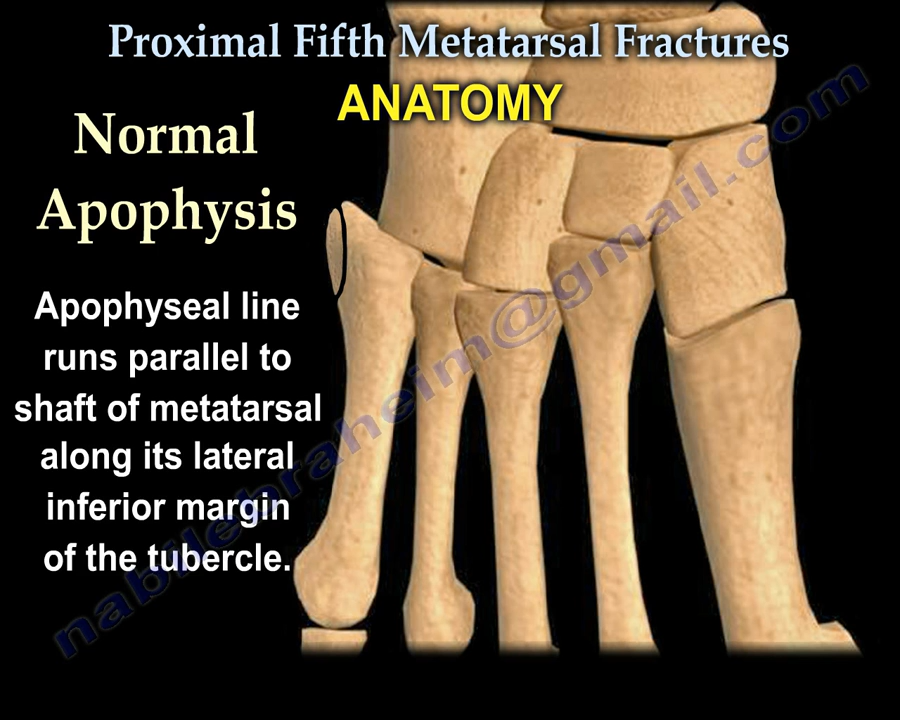 Proximal Fifth Metatarsal Fractures
ANATOMY
Normal
Apophysis
Apophyseal line
runs parallel to
shaft of metatarsal
along its lateral
inferior margin
of the tubercle.
nabilebraheim@gmail.com